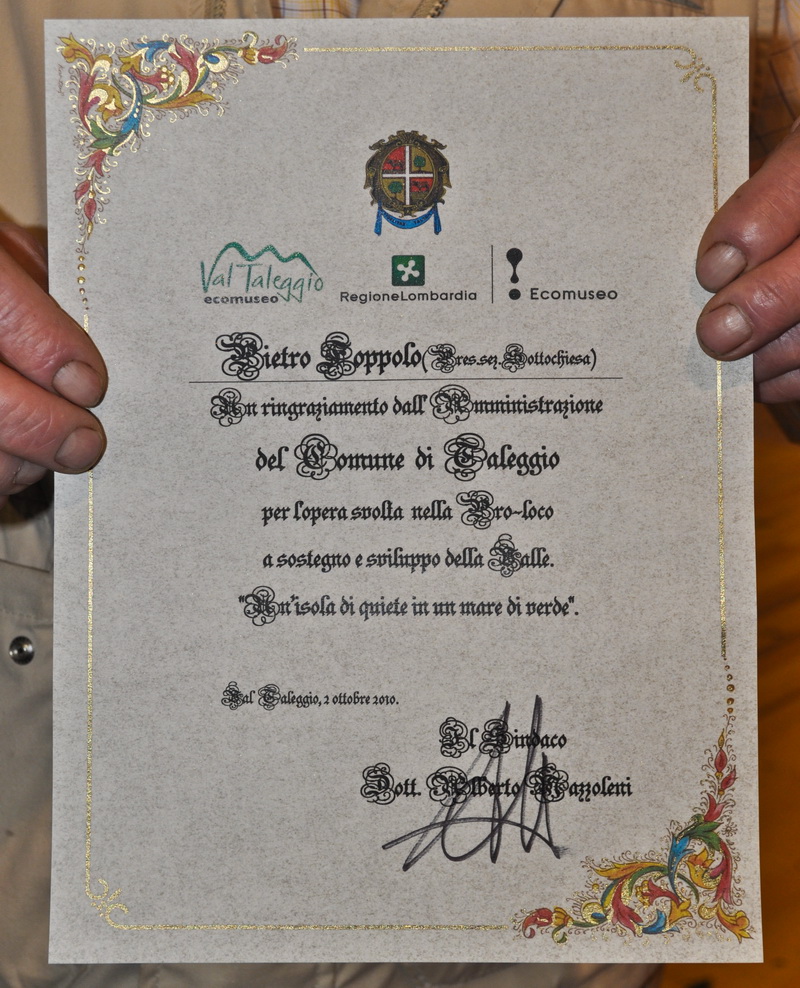 Val Taleggio
ecomuseo
RegioneLombardia
Ecomuseo
Pietro Coppolo (Pres.sez. Sottochiesa)
Un ringraziamento dall' Amministrazione
del Comune di Taleggio
per l'opera svolta nella Pro-loco
a sostegno e sviluppo della Valle.
"Un'isola di quiete in un mare di verde".
Val Taleggio, 2 ottobre 2010.
Il Sindaco
Dott. Alberto Mazzoleni